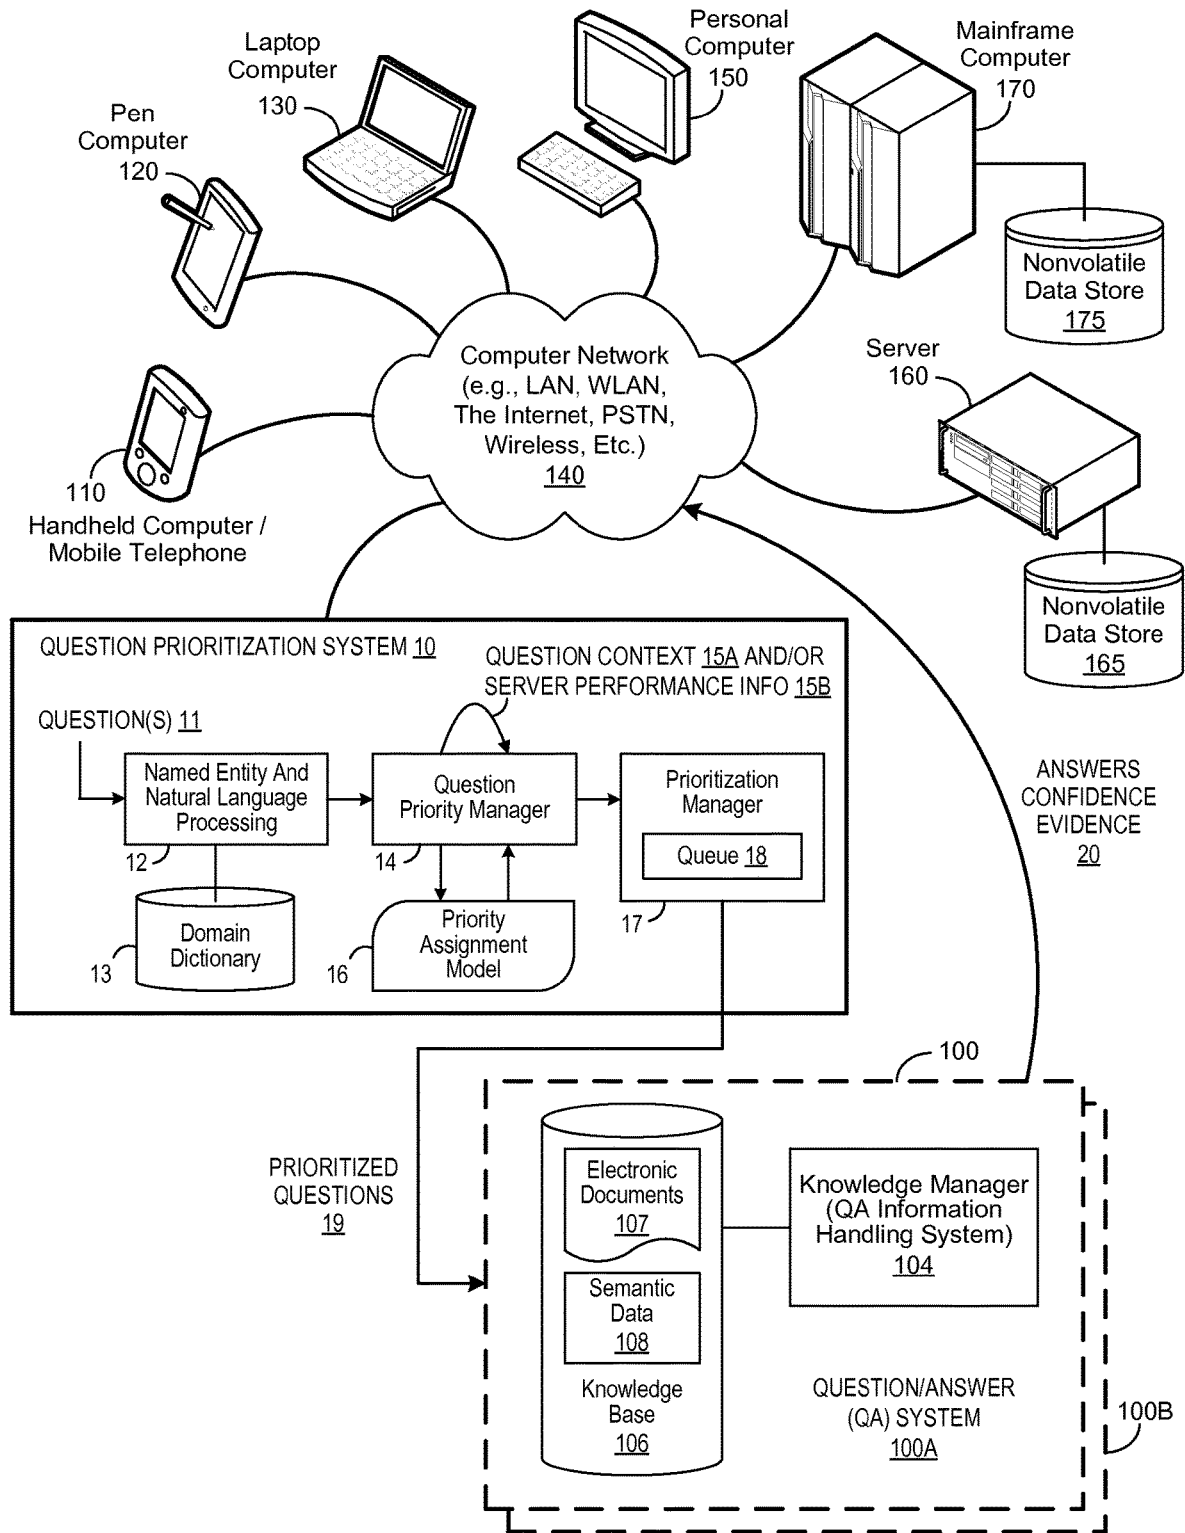 Personal
Computer
150
Mainframe
Computer
170
Laptop
Computer
130
Pen
Computer
120
Nonvolatile
Data Store
175
Computer Network
(e.g., LAN, WLAN,
The Internet, PSTN,
Wireless, Etc.)
140
Server
160
110
Handheld Computer /
Mobile Telephone
Nonvolatile
Data Store
165
QUESTION PRIORITIZATION SYSTEM 10
QUESTION CONTEXT 15A AND/OR
SERVER PERFORMANCE INFO 15B
QUESTION(S) 11
Named Entity And
Natural Language
Processing
12
Question
Priority Manager
14
Prioritization
Manager
Queue 18
17
Domain
Dictionary
13
Priority
Assignment
Model
16
ANSWERS
CONFIDENCE
EVIDENCE
20
100
PRIORITIZED
QUESTIONS
19
Electronic
Documents
107
Semantic
Data
108
Knowledge
Base
106
Knowledge Manager
(QA Information
Handling System)
104
QUESTION/ANSWER
(QA) SYSTEM
100A
100B